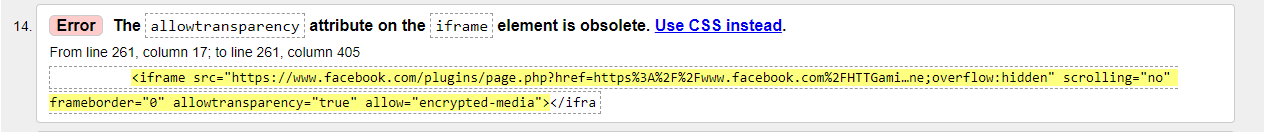 14. Error The allowtransparency attribute on the iframe element is obsolete. Use CSS instead.
From line 261, column 17; to line 261, column 405
<iframe src="https://www.facebook.com/plugins/page.php?href=https%3A%2F%2Fwww.facebook.com%2FHTTGami…ne;overflow:hidden" scrolling="no"
frameborder="0" allowtransparency="true" allow="encrypted-media"></ifra